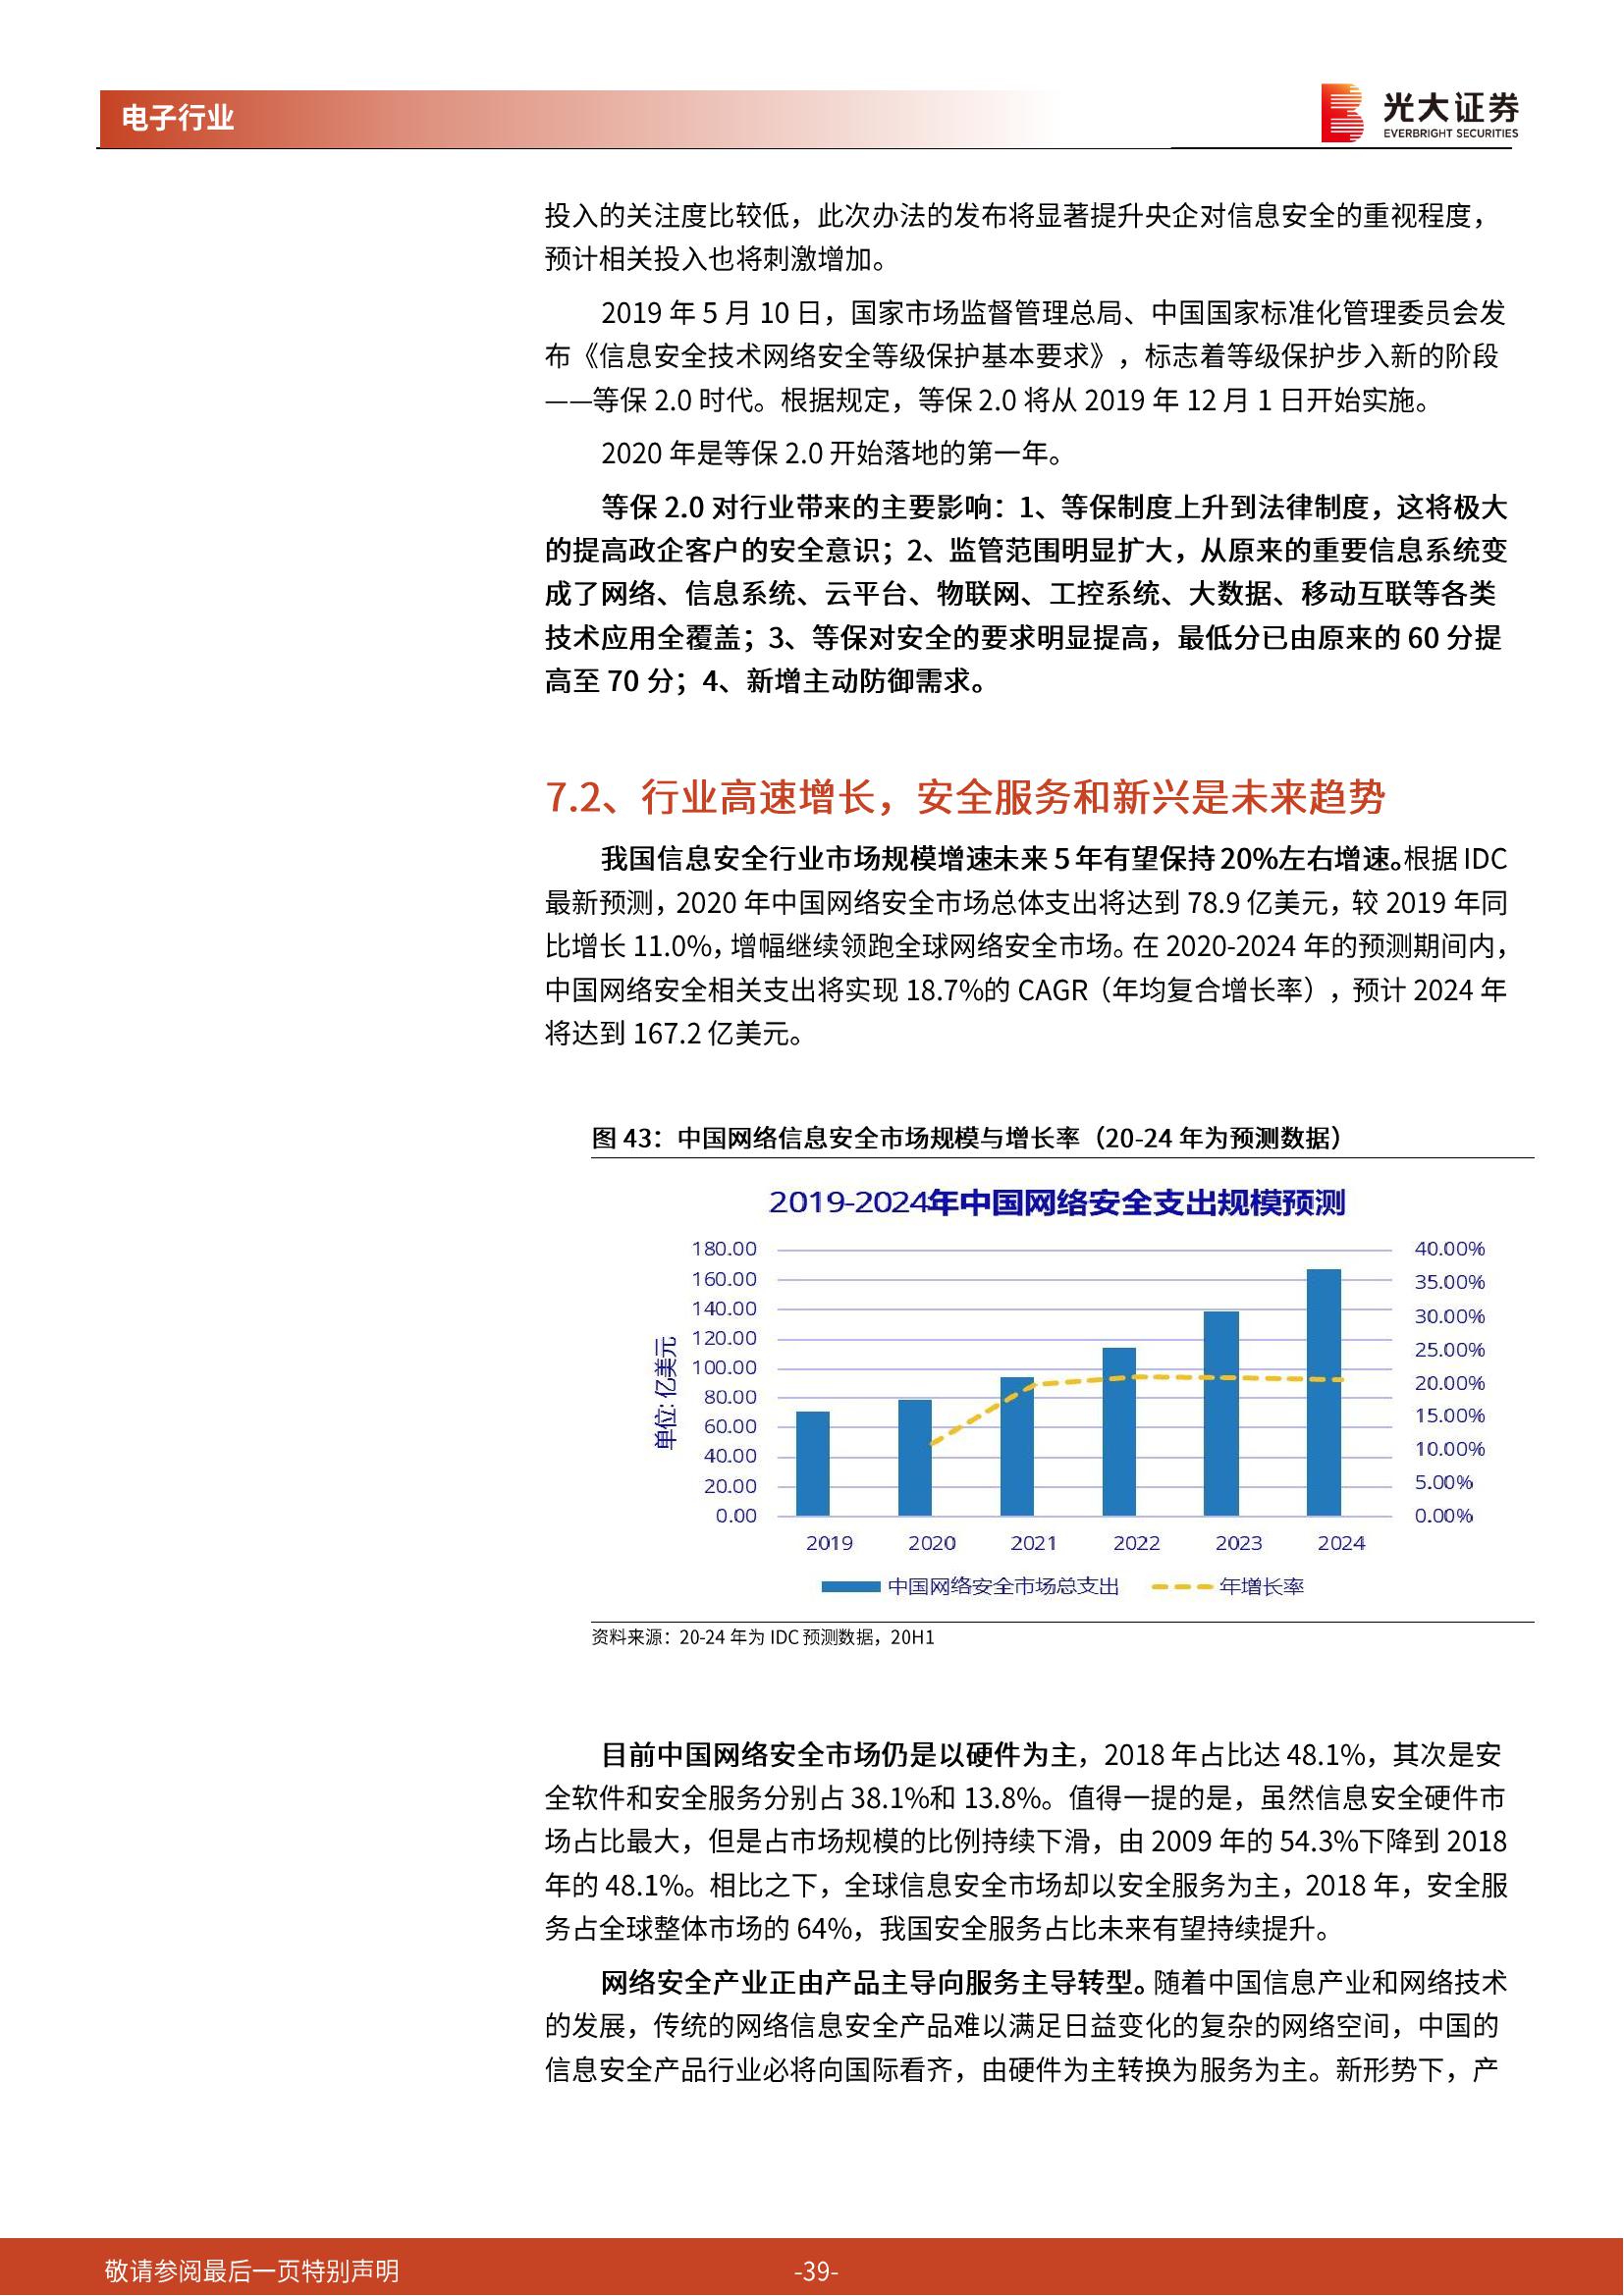 电子行业
光大证券
EVERBRIGHT SECURITIES
投入的关注度比较低，此次办法的发布将显著提升央企对信息安全的重视程度，
预计相关投入也将刺激增加。
2019 年 5 月 10 日，国家市场监督管理总局、中国国家标准化管理委员会发
布《信息安全技术网络安全等级保护基本要求》，标志着等级保护步入新的阶段
——等保 2.0 时代。根据规定，等保 2.0 将从 2019 年 12 月 1 日开始实施。
2020 年是等保 2.0 开始落地的第一年。
等保 2.0 对行业带来的主要影响：1、等保制度上升到法律制度，这将极大
的提高政企客户的安全意识；2、监管范围明显扩大，从原来的重要信息系统变
成了网络、信息系统、云平台、物联网、工控系统、大数据、移动互联等各类
技术应用全覆盖；3、等保对安全的要求明显提高，最低分已由原来的 60 分提
高至 70 分；4、新增主动防御需求。
7.2、行业高速增长，安全服务和新兴是未来趋势
我国信息安全行业市场规模增速未来 5 年有望保持 20%左右增速。根据 IDC
最新预测，2020 年中国网络安全市场总体支出将达到 78.9 亿美元，较 2019 年同
比增长 11.0%，增幅继续领跑全球网络安全市场。在 2020-2024 年的预测期间内，
中国网络安全相关支出将实现 18.7%的 CAGR（年均复合增长率），预计 2024 年
将达到 167.2 亿美元。
图 43：中国网络信息安全市场规模与增长率（20-24 年为预测数据）
2019-2024年中国网络安全支出规模预测
单位: 亿美元
180.00
160.00
140.00
120.00
100.00
80.00
60.00
40.00
20.00
0.00
40.00%
35.00%
30.00%
25.00%
20.00%
15.00%
10.00%
5.00%
0.00%
2019 2020 2021 2022 2023 2024
中国网络安全市场总支出 年增长率
资料来源：20-24 年为 IDC 预测数据，20H1
目前中国网络安全市场仍是以硬件为主，2018 年占比达 48.1%，其次是安
全软件和安全服务分别占 38.1%和 13.8%。值得一提的是，虽然信息安全硬件市
场占比最大，但是占市场规模的比例持续下滑，由 2009 年的 54.3%下降到 2018
年的 48.1%。相比之下，全球信息安全市场却以安全服务为主，2018 年，安全服
务占全球整体市场的 64%，我国安全服务占比未来有望持续提升。
网络安全产业正由产品主导向服务主导转型。随着中国信息产业和网络技术
的发展，传统的网络信息安全产品难以满足日益变化的复杂的网络空间，中国的
信息安全产品行业必将向国际看齐，由硬件为主转换为服务为主。新形势下，产
敬请参阅最后一页特别声明
-39-